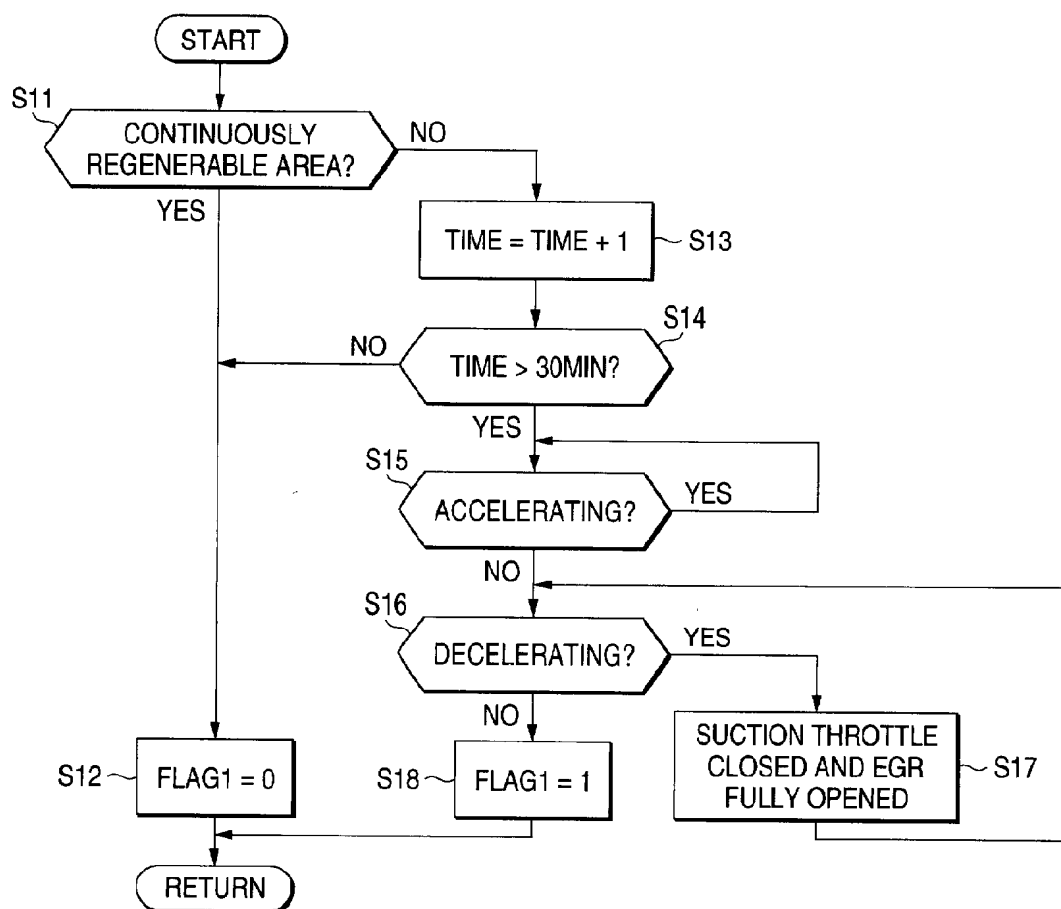 START
S11
CONTINUOUSLY
REGENERABLE AREA?
NO
YES
TIME = TIME + 1
S13
S14
NO
TIME > 30MIN?
YES
S15
ACCELERATING?
YES
NO
S16
DECELERATING?
YES
NO
S12
FLAG1 = 0
S18
FLAG1 = 1
SUCTION THROTTLE
CLOSED AND EGR
FULLY OPENED
S17
RETURN